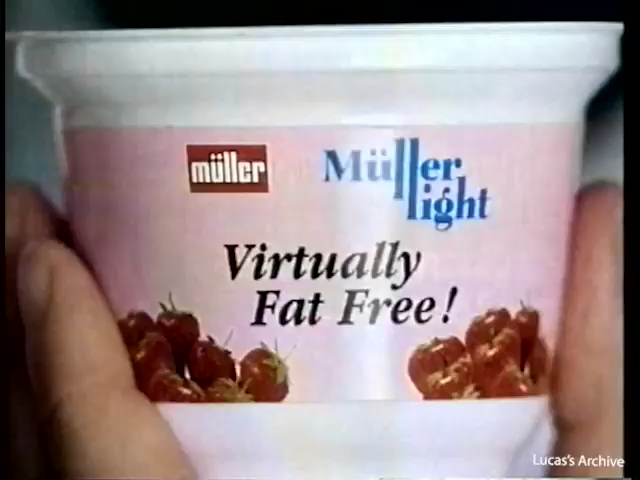 müller
Müller
light
Virtually
Fat Free!
Lucas's Archive